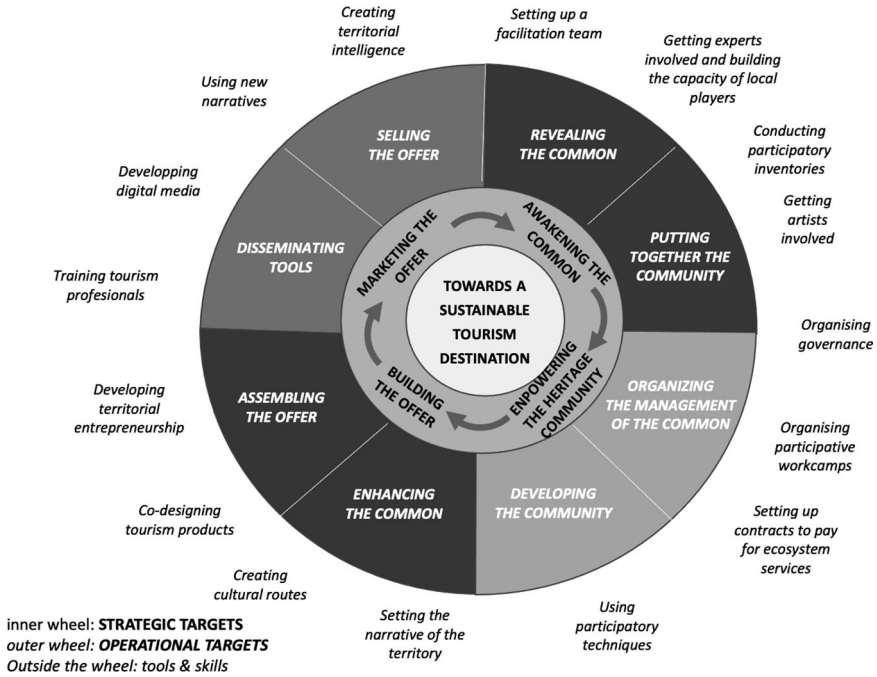 Creating
territorial
intelligence
Setting up a
facilitation team
Getting experts
involved and building
the capacity of local
players
Conducting
participatory
inventories
Getting
artists
involved
Organising
governance
Organising
participative
workcamps
Setting up
contracts to pay
for ecosystem
services
Using
participatory
techniques
Setting the
narrative of the
territory
Creating
cultural routes
Co-designing
tourism products
Developing
territorial
entrepreneurship
Training tourism
profesionals
Developping
digital media
Using new
narratives
SELLING
THE OFFER
REVEALING
THE COMMON
PUTTING
TOGETHER THE
COMMUNITY
ORGANIZING
THE MANAGEMENT
OF THE COMMON
DEVELOPING
THE COMMUNITY
ENHANCING
THE COMMON
ASSEMBLING
THE OFFER
DISSEMINATING
TOOLS
MARKETING THE
OFFER
AWAKENING THE
COMMON
ENPOWERING
THE HERITAGE
COMMUNITY
BUILDING
THE OFFER
TOWARDS A
SUSTAINABLE
TOURISM
DESTINATION
inner wheel: STRATEGIC TARGETS
outer wheel: OPERATIONAL TARGETS
Outside the wheel: tools & skills